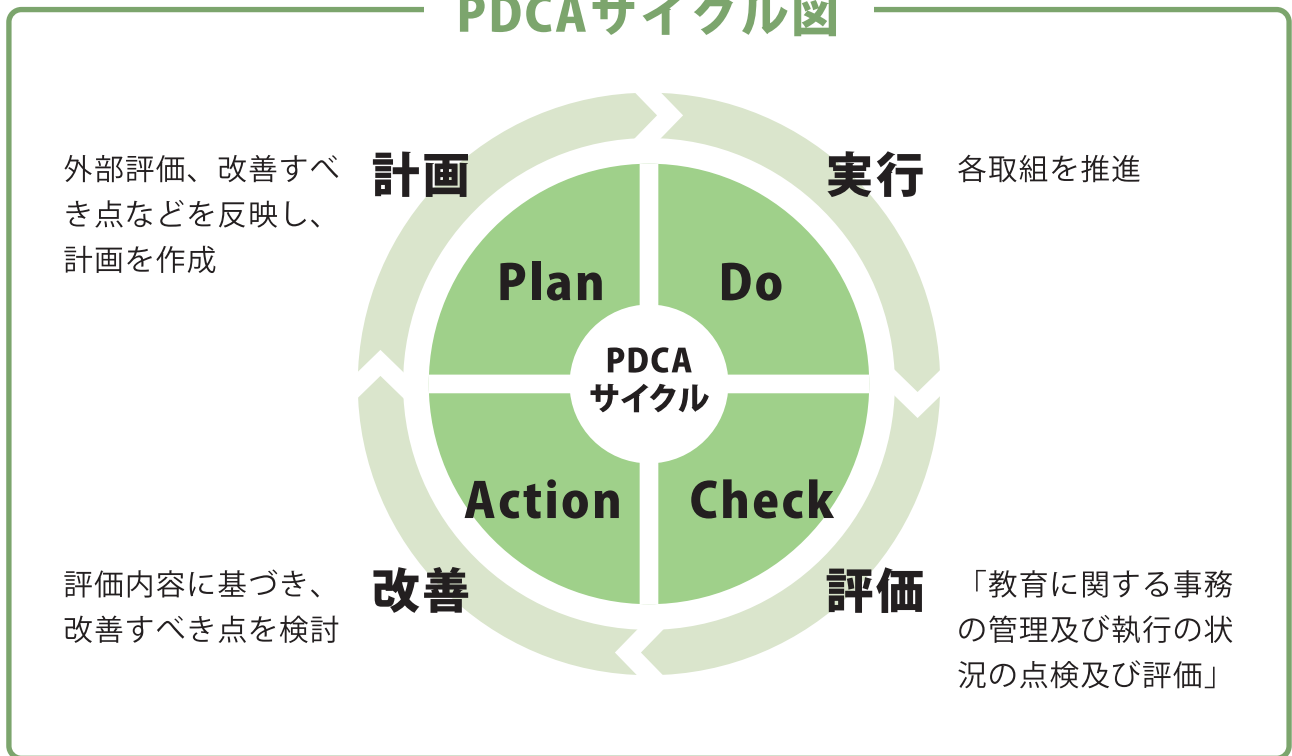 PDCAサイクル図
外部評価、改善すべ
き点などを反映し、
計画を作成
計画
実行
各取組を推進
Plan
Do
PDCA
サイクル
Action
Check
評価内容に基づき、
改善すべき点を検討
改善
評価
「教育に関する事務
の管理及び執行の状
況の点検及び評価」